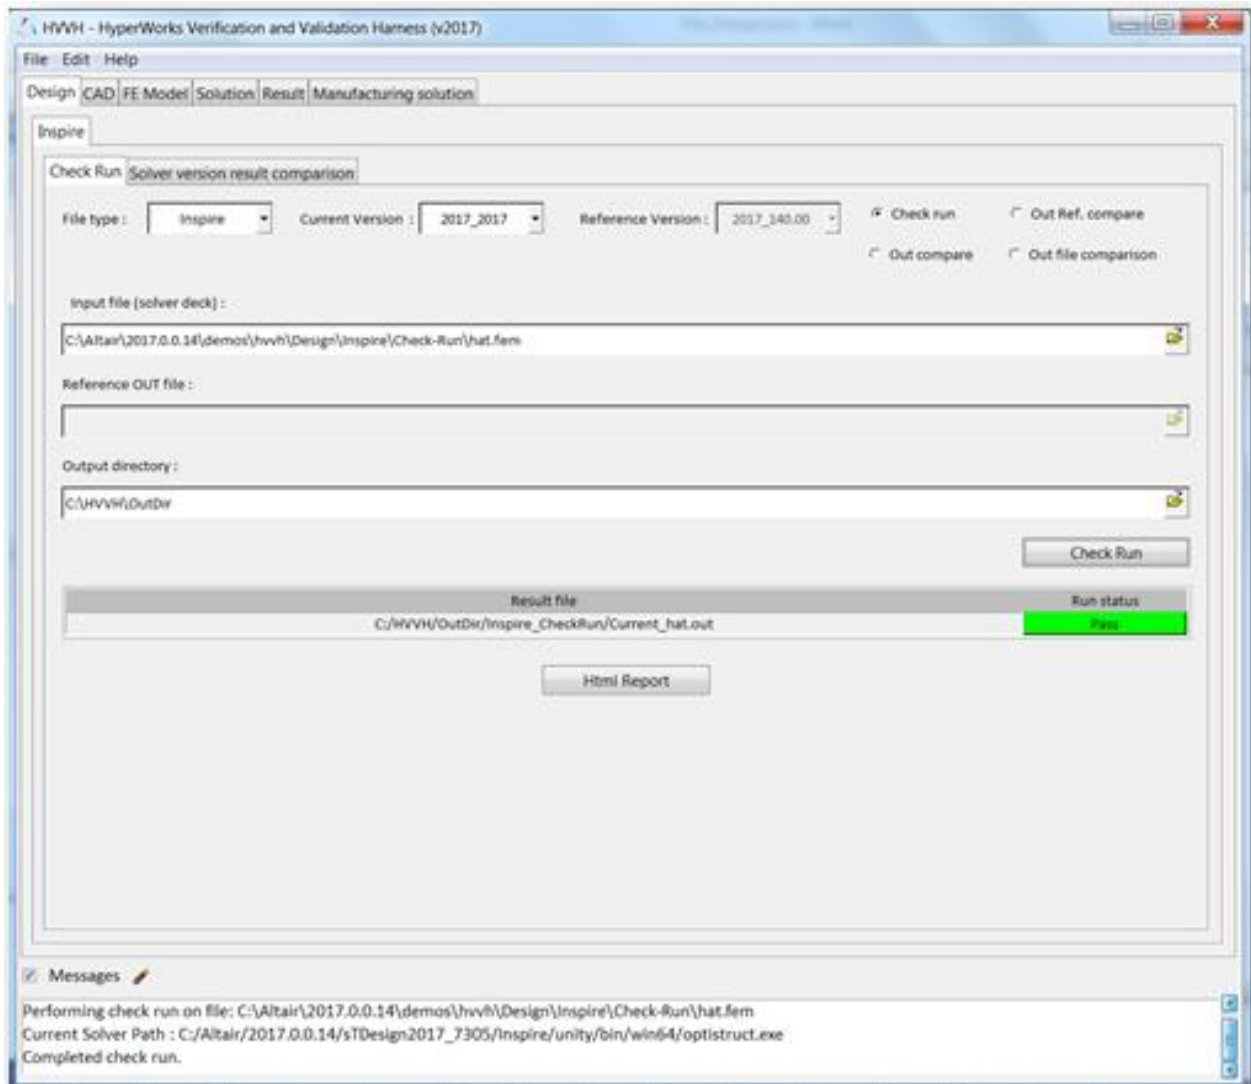 HVVH - HyperWorks Verification and Validation Harness (v2017)
File Edit Help
Design CAD FE Model Solution Result Manufacturing solution
Inspire
Check Run Solver version result comparison
File type : Inspire Current Version : 2017_2017 Reference Version : 2017_140.00 Check run Out Ref. compare
Out compare Out file comparison
Input file (solver deck) :
C:\Altair\2017.0.0.14\demos\hvvh\Design\Inspire\Check-Run\hat.fem
Reference OUT file :
Output directory :
C:\HVVH\OutDir
Check Run
Result file Run status
C:/HVVH/OutDir/Inspire_CheckRun/Current_hat.out Pass
Html Report
Messages
Performing check run on file: C:\Altair\2017.0.0.14\demos\hvvh\Design\Inspire\Check-Run\hat.fem
Current Solver Path : C:/Altair/2017.0.0.14/sTDesign2017_7305/Inspire/unity/bin/win64/optistruct.exe
Completed check run.